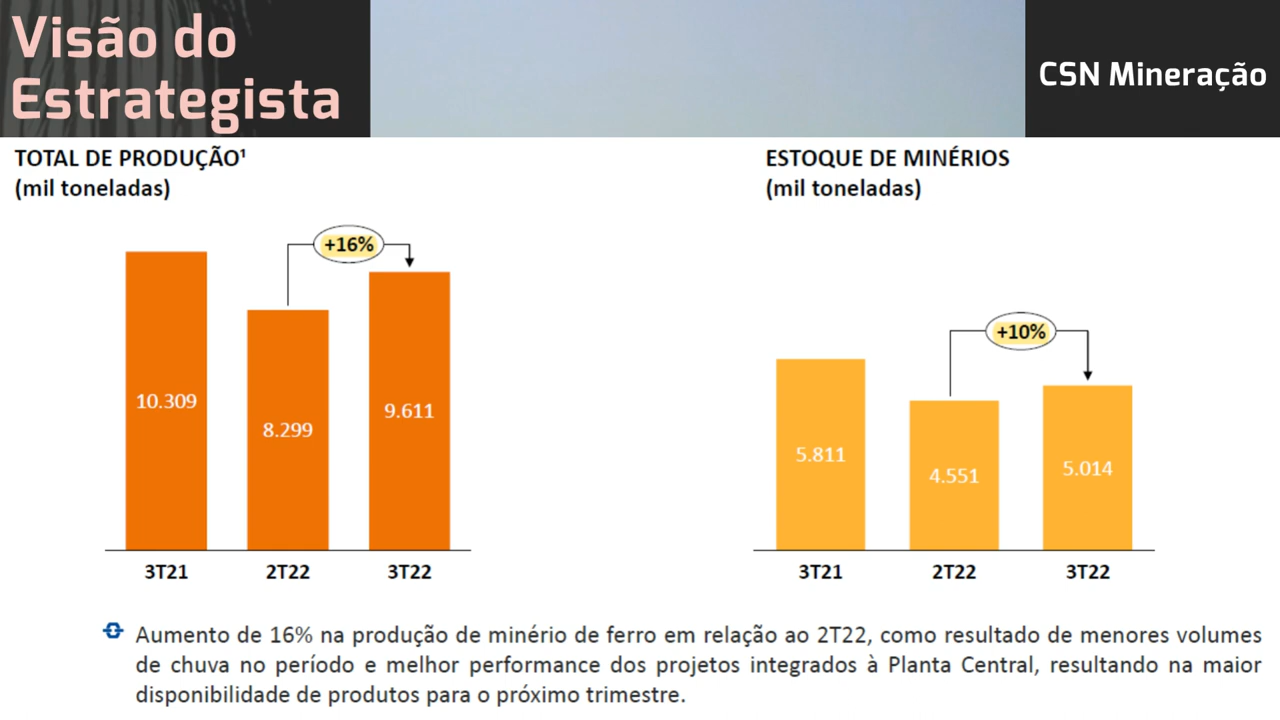 Visão do
Estrategista
CSN Mineração
TOTAL DE PRODUÇÃO¹
(mil toneladas)
+16%
10.309
8.299
9.611
3T21
2T22
3T22
ESTOQUE DE MINÉRIOS
(mil toneladas)
+10%
5.811
4.551
5.014
3T21
2T22
3T22
Aumento de 16% na produção de minério de ferro em relação ao 2T22, como resultado de menores volumes
de chuva no período e melhor performance dos projetos integrados à Planta Central, resultando na maior
disponibilidade de produtos para o próximo trimestre.